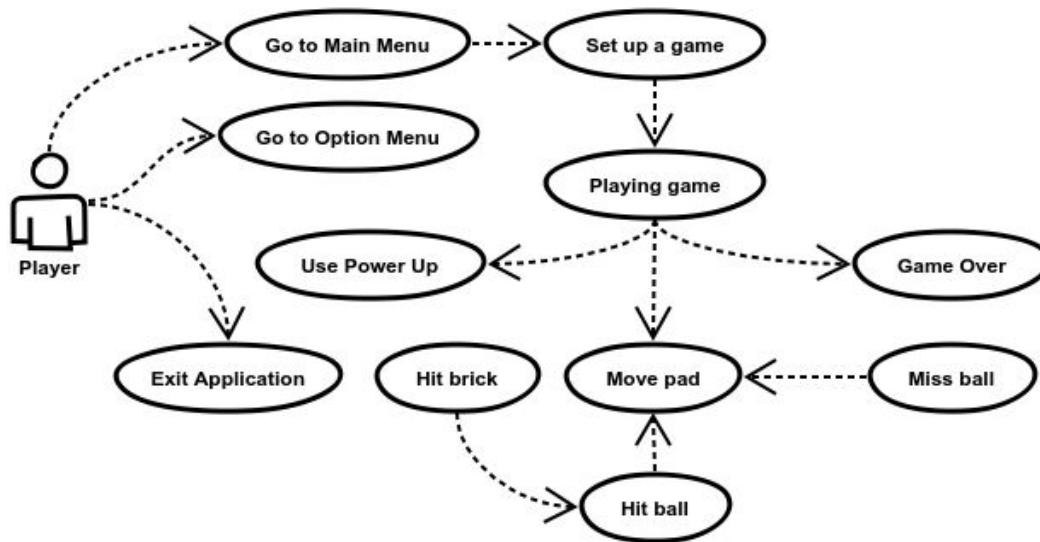 Go to Main Menu
Set up a game
Go to Option Menu
Playing game
Player
Use Power Up
Game Over
Exit Application
Hit brick
Move pad
Miss ball
Hit ball